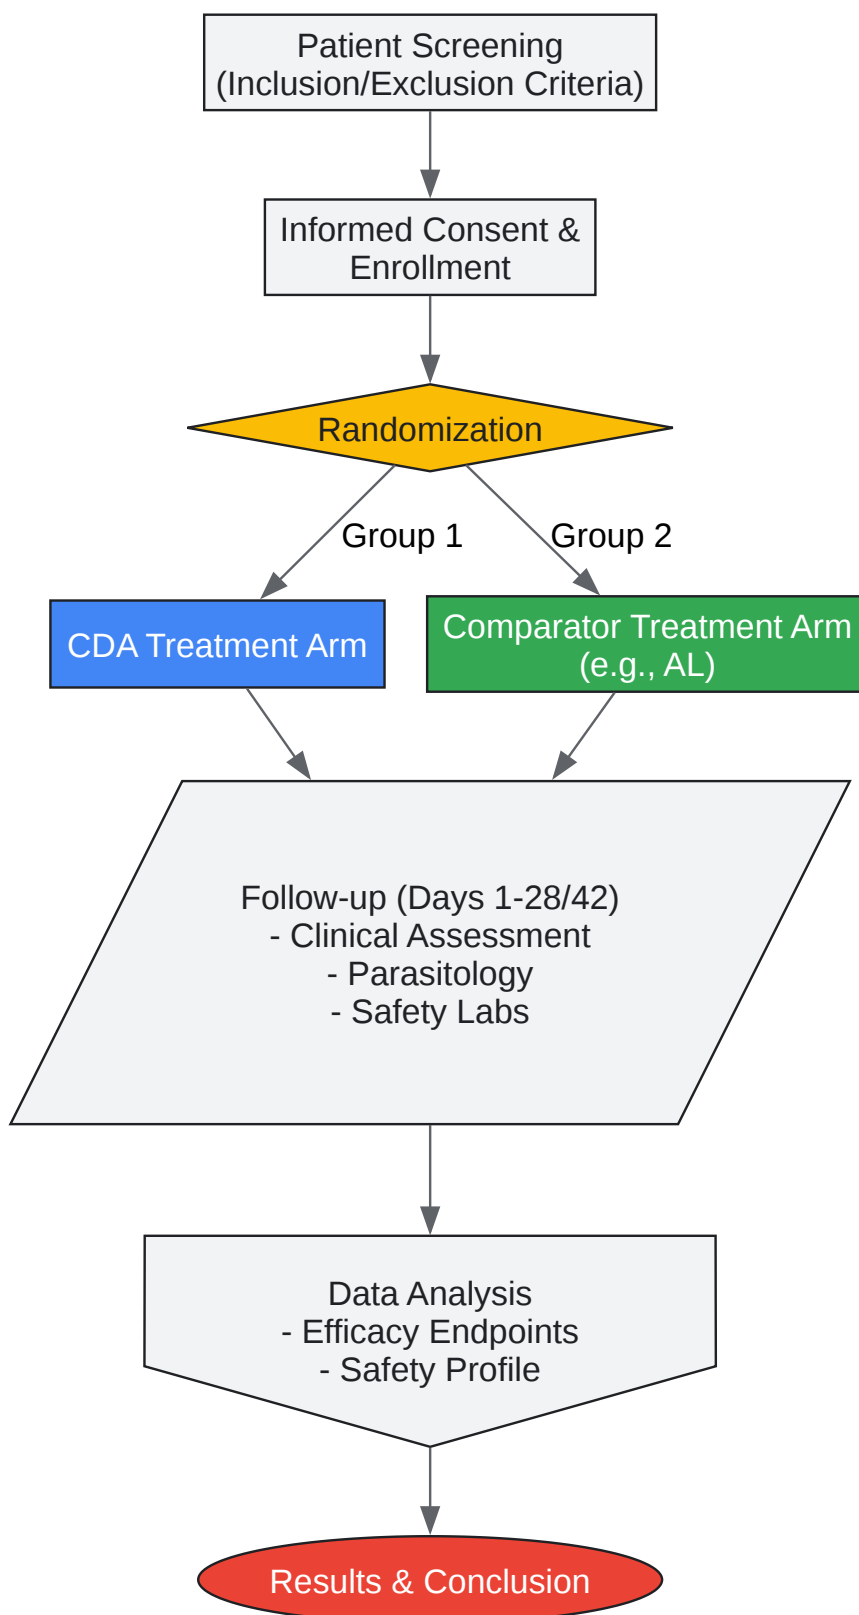 Patient Screening
(Inclusion/Exclusion Criteria)
Informed Consent &
Enrollment
Randomization
Group 1
Group 2
CDA Treatment Arm
Comparator Treatment Arm
(e.g., AL)
Follow-up (Days 1-28/42)
- Clinical Assessment
- Parasitology
- Safety Labs
Data Analysis
- Efficacy Endpoints
- Safety Profile
Results & Conclusion